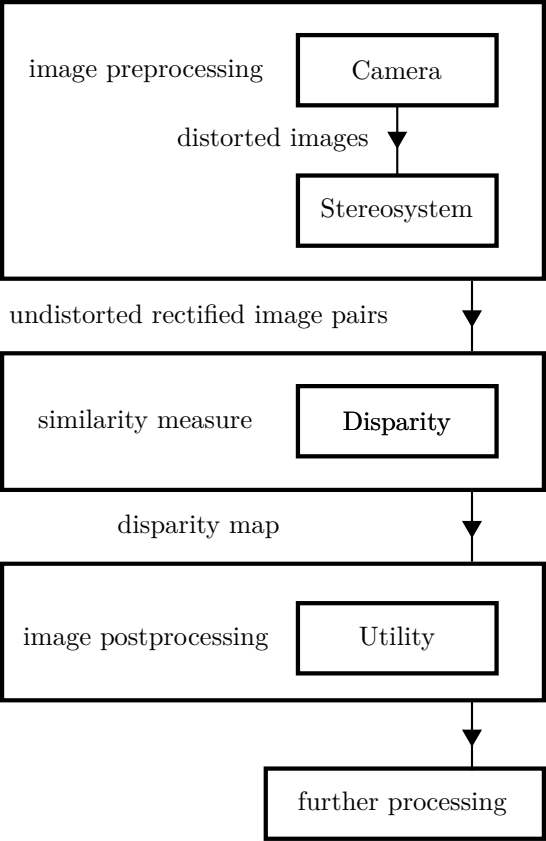 image preprocessing
Camera
distorted images
Stereosystem
undistorted rectified image pairs
similarity measure
Disparity
disparity map
image postprocessing
Utility
further processing